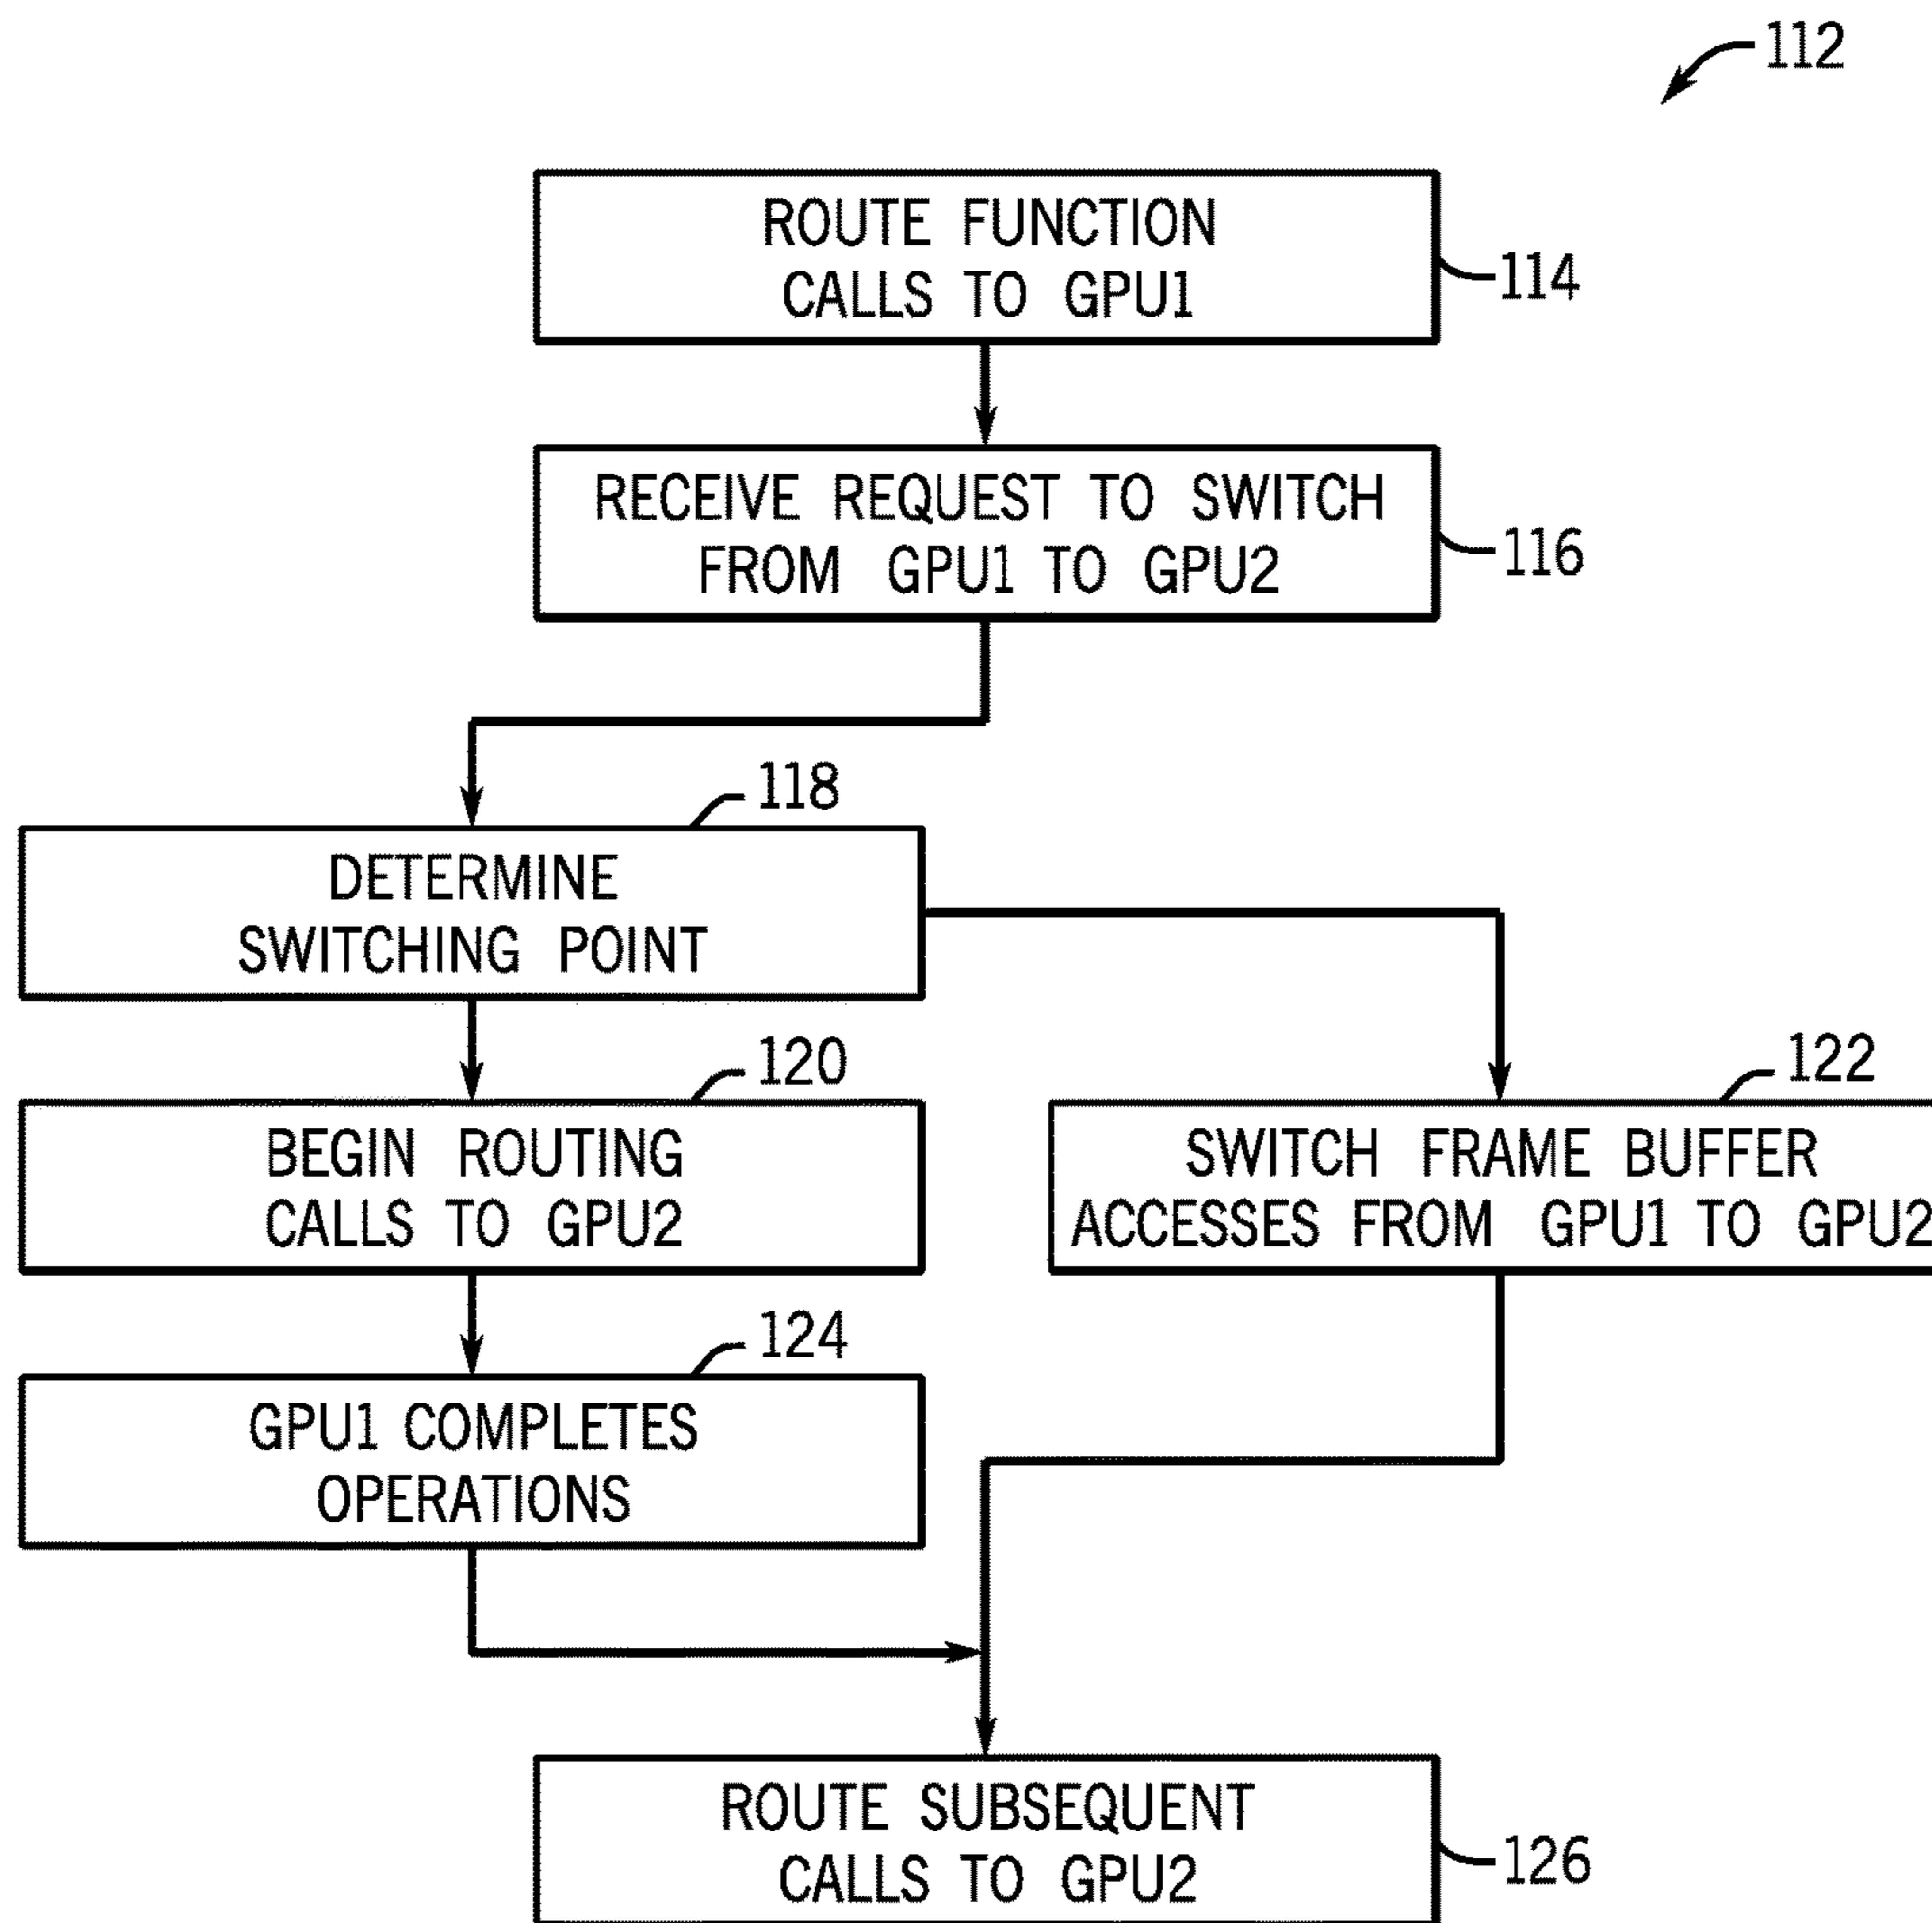 112
ROUTE FUNCTION
CALLS TO GPU1
114
RECEIVE REQUEST TO SWITCH
FROM GPU1 TO GPU2
116
118
DETERMINE
SWITCHING POINT
120
BEGIN ROUTING
CALLS TO GPU2
122
SWITCH FRAME BUFFER
ACCESSES FROM GPU1 TO GPU2
124
GPU1 COMPLETES
OPERATIONS
ROUTE SUBSEQUENT
CALLS TO GPU2
126